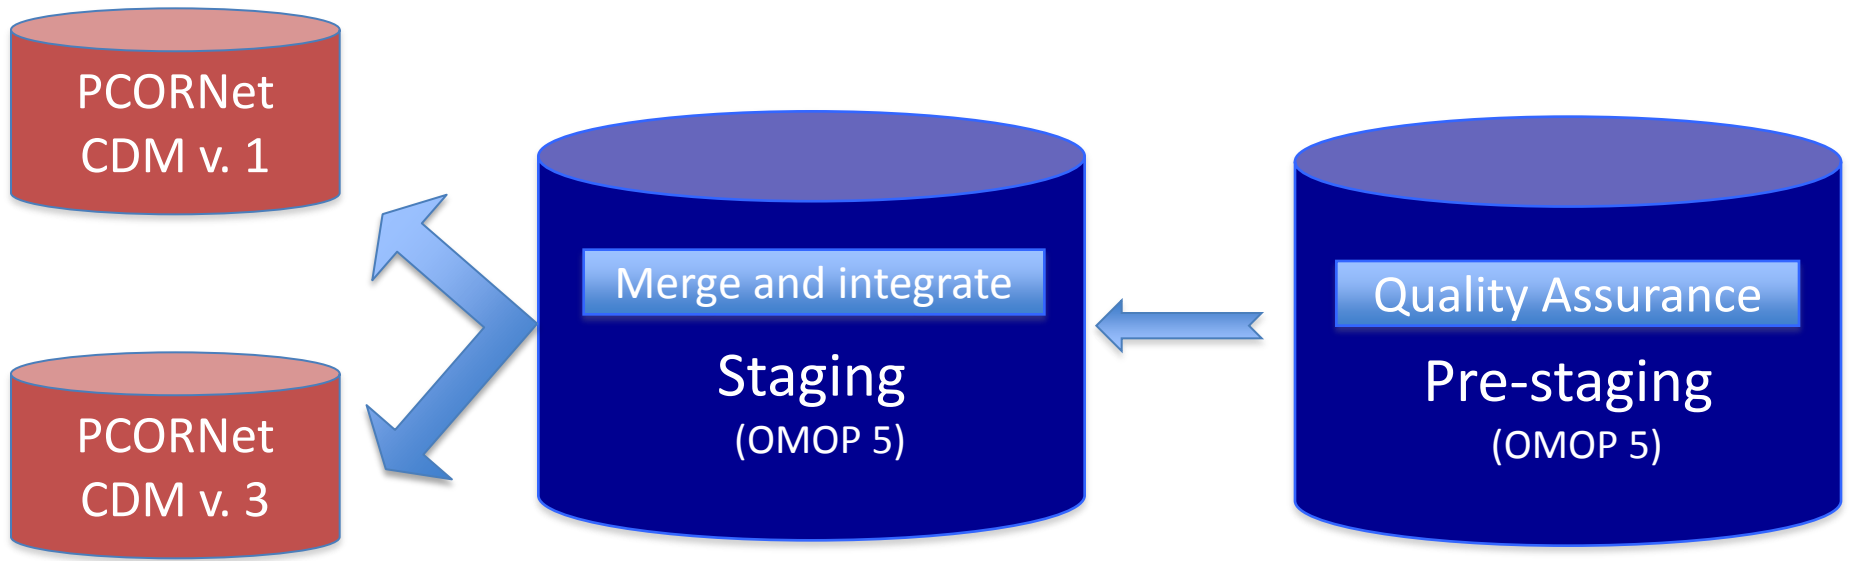 PCORNet
CDM v. 1
PCORNet
CDM v. 3
Merge and integrate
Staging
(OMOP 5)
Quality Assurance
Pre-staging
(OMOP 5)